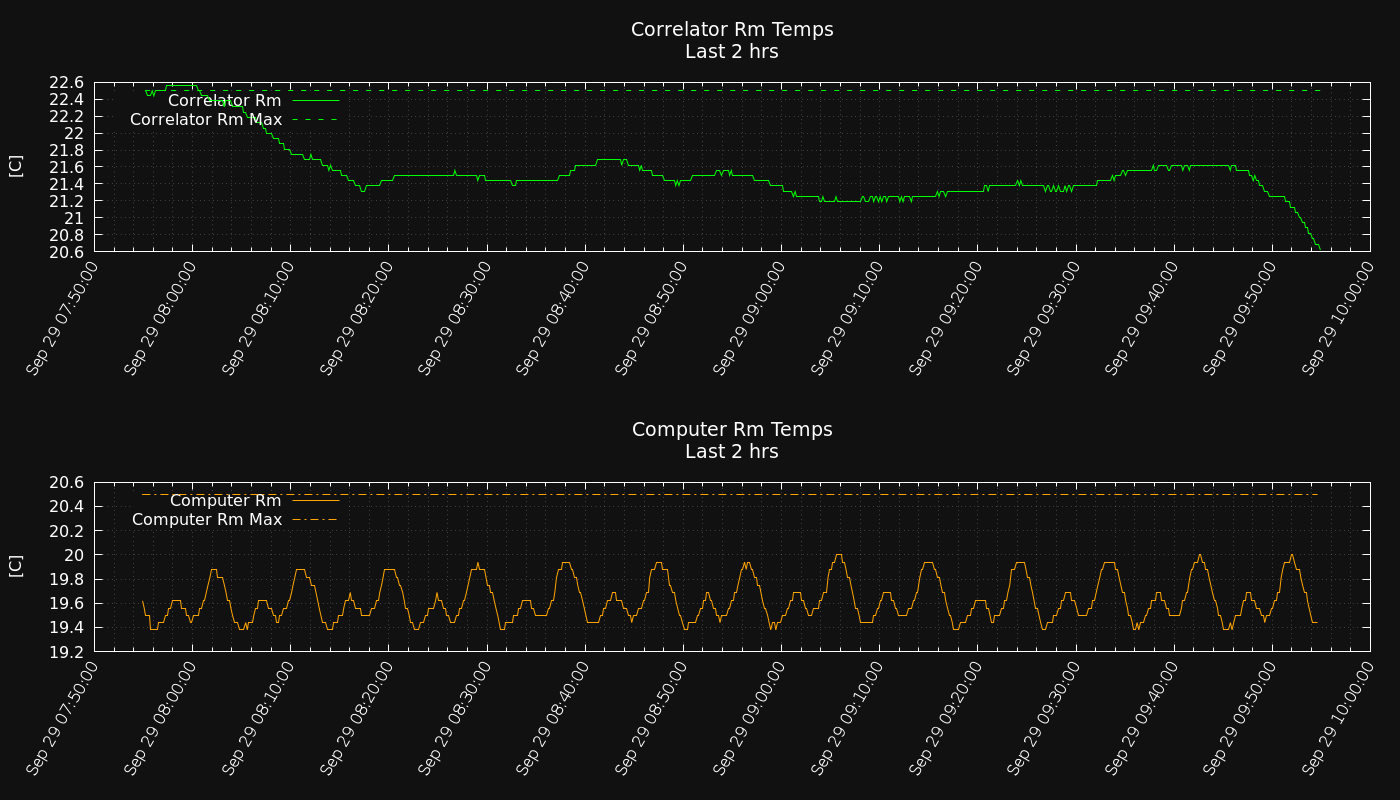 Correlator Rm Temps
Last 2 hrs
[C]
22.6
22.4
22.2
22
21.8
21.6
21.4
21.2
21
20.8
20.6
Correlator Rm
Correlator Rm Max
Sep 29 07:50:00
Sep 29 08:00:00
Sep 29 08:10:00
Sep 29 08:20:00
Sep 29 08:30:00
Sep 29 08:40:00
Sep 29 08:50:00
Sep 29 09:00:00
Sep 29 09:10:00
Sep 29 09:20:00
Sep 29 09:30:00
Sep 29 09:40:00
Sep 29 09:50:00
Sep 29 10:00:00
Computer Rm Temps
Last 2 hrs
[C]
20.6
20.4
20.2
20
19.8
19.6
19.4
19.2
Computer Rm
Computer Rm Max
Sep 29 07:50:00
Sep 29 08:00:00
Sep 29 08:10:00
Sep 29 08:20:00
Sep 29 08:30:00
Sep 29 08:40:00
Sep 29 08:50:00
Sep 29 09:00:00
Sep 29 09:10:00
Sep 29 09:20:00
Sep 29 09:30:00
Sep 29 09:40:00
Sep 29 09:50:00
Sep 29 10:00:00